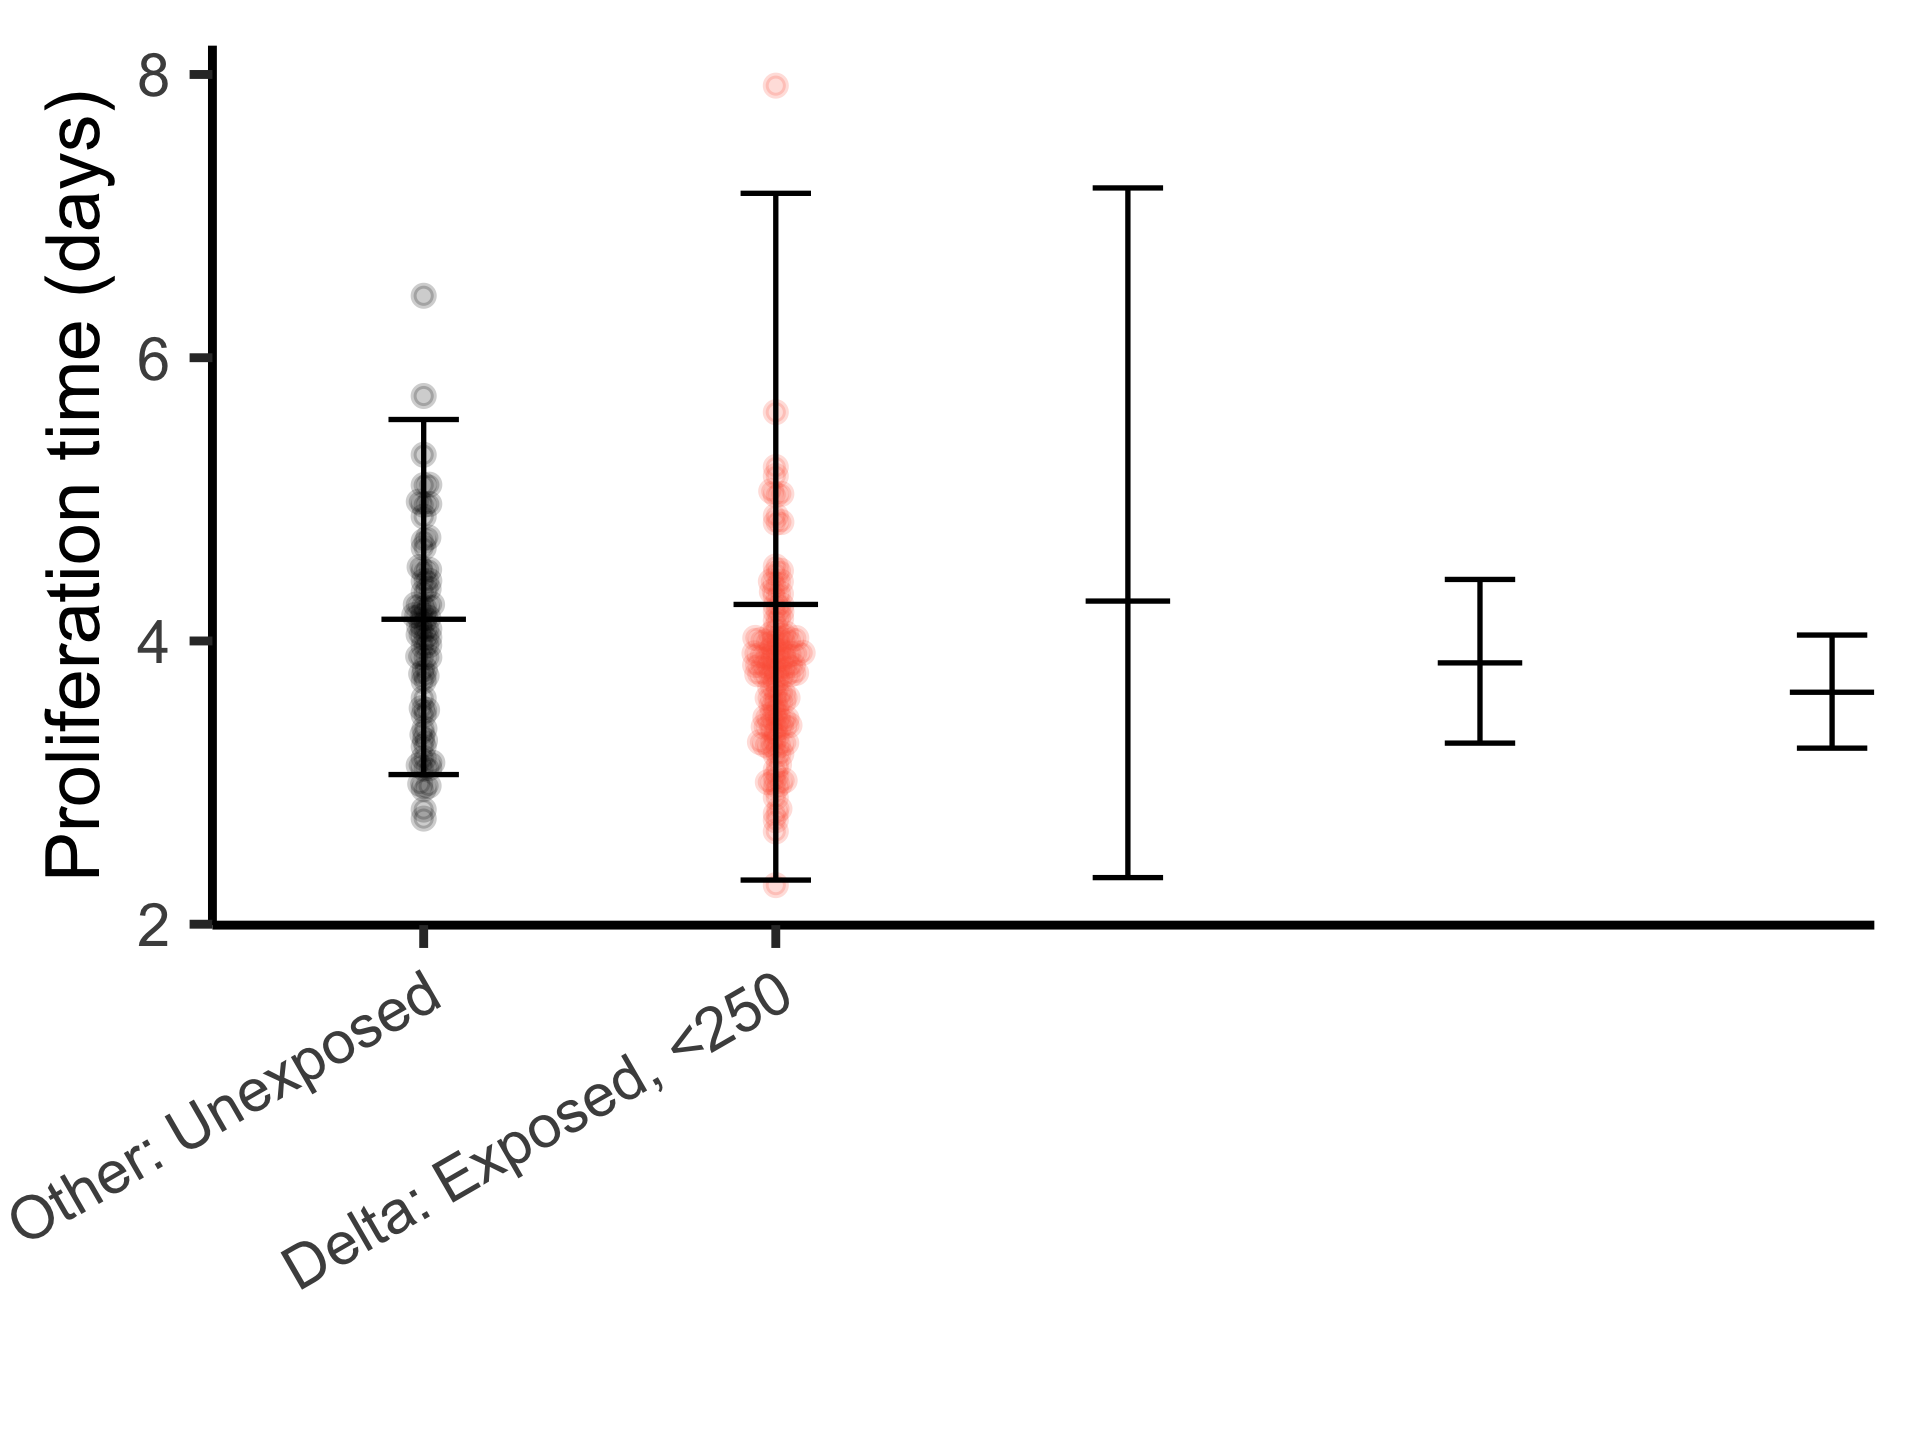 Proliferation time (days)
8
6
4
2
Other: Unexposed
Delta: Exposed, <250